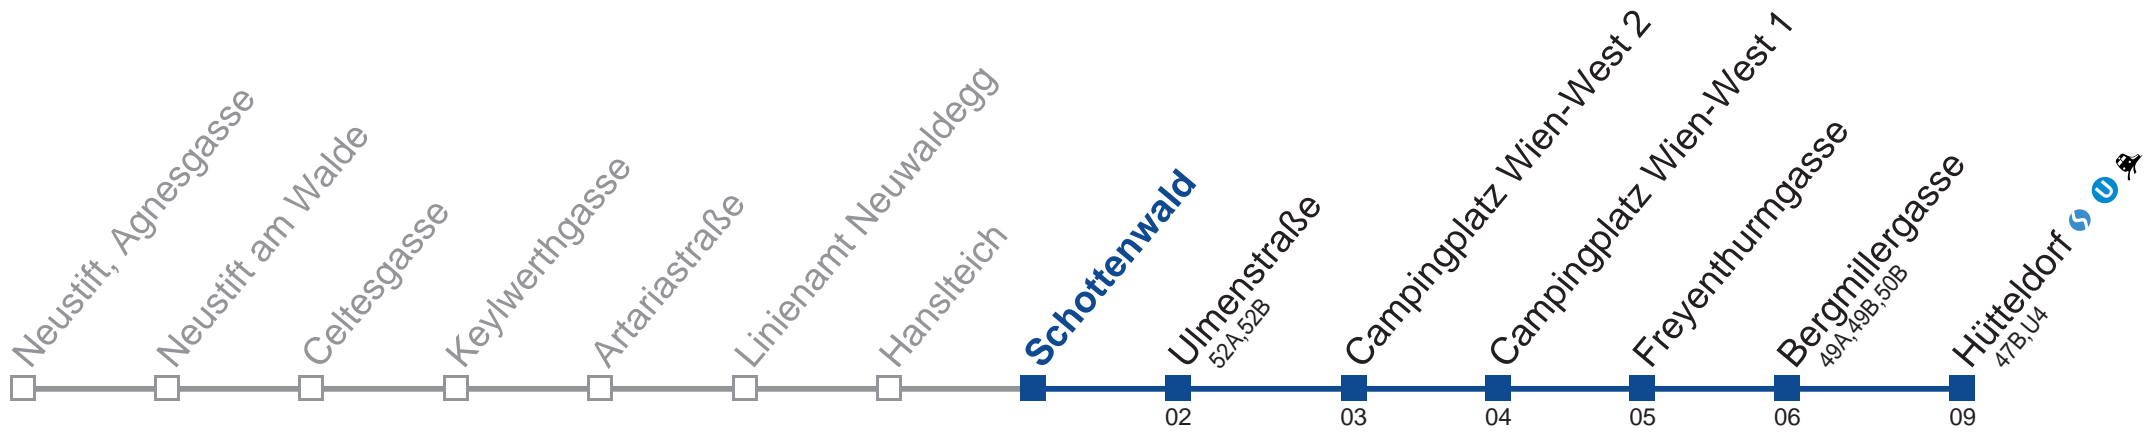 Neustift, Agnesgasse
Neustift am Walde
Celtesgasse
Keylwerthgasse
Artariastraße
Linienamt Neuwaldegg
Hanslteich
Schottenwald
Ulmenstraße
52A,52B
Campingplatz Wien-West 2
Campingplatz Wien-West 1
Freyenthurmgasse
Bergmillergasse
49A,49B,50B
Hütteldorf S U
47B,U4
02 03 04 05 06 09